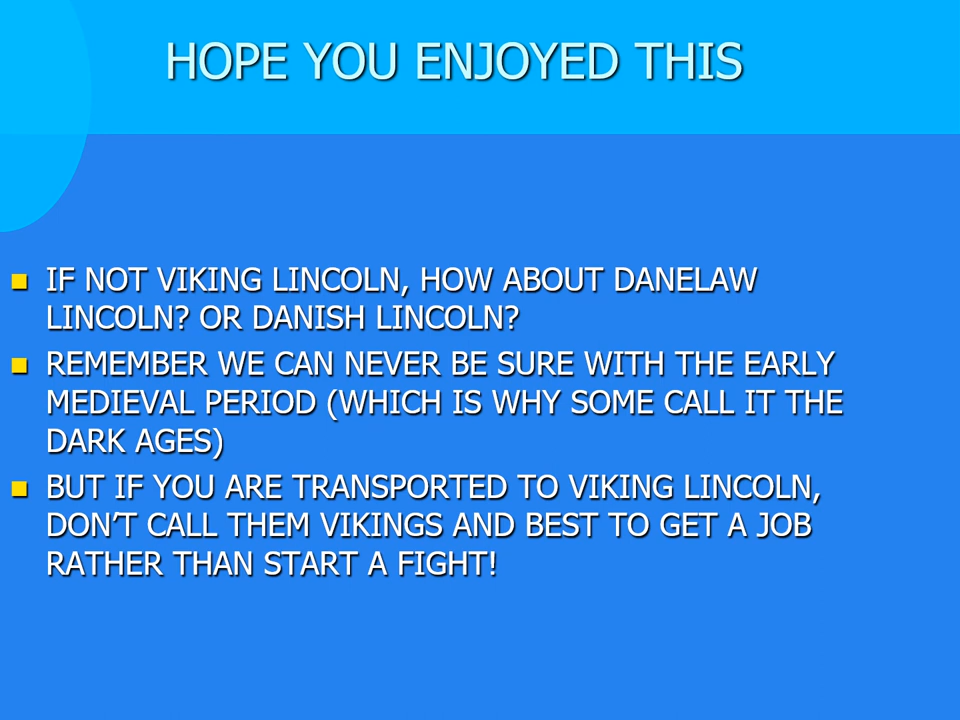 HOPE YOU ENJOYED THIS
IF NOT VIKING LINCOLN, HOW ABOUT DANELAW
LINCOLN? OR DANISH LINCOLN?
REMEMBER WE CAN NEVER BE SURE WITH THE EARLY
MEDIEVAL PERIOD (WHICH IS WHY SOME CALL IT THE
DARK AGES)
BUT IF YOU ARE TRANSPORTED TO VIKING LINCOLN,
DON’T CALL THEM VIKINGS AND BEST TO GET A JOB
RATHER THAN START A FIGHT!